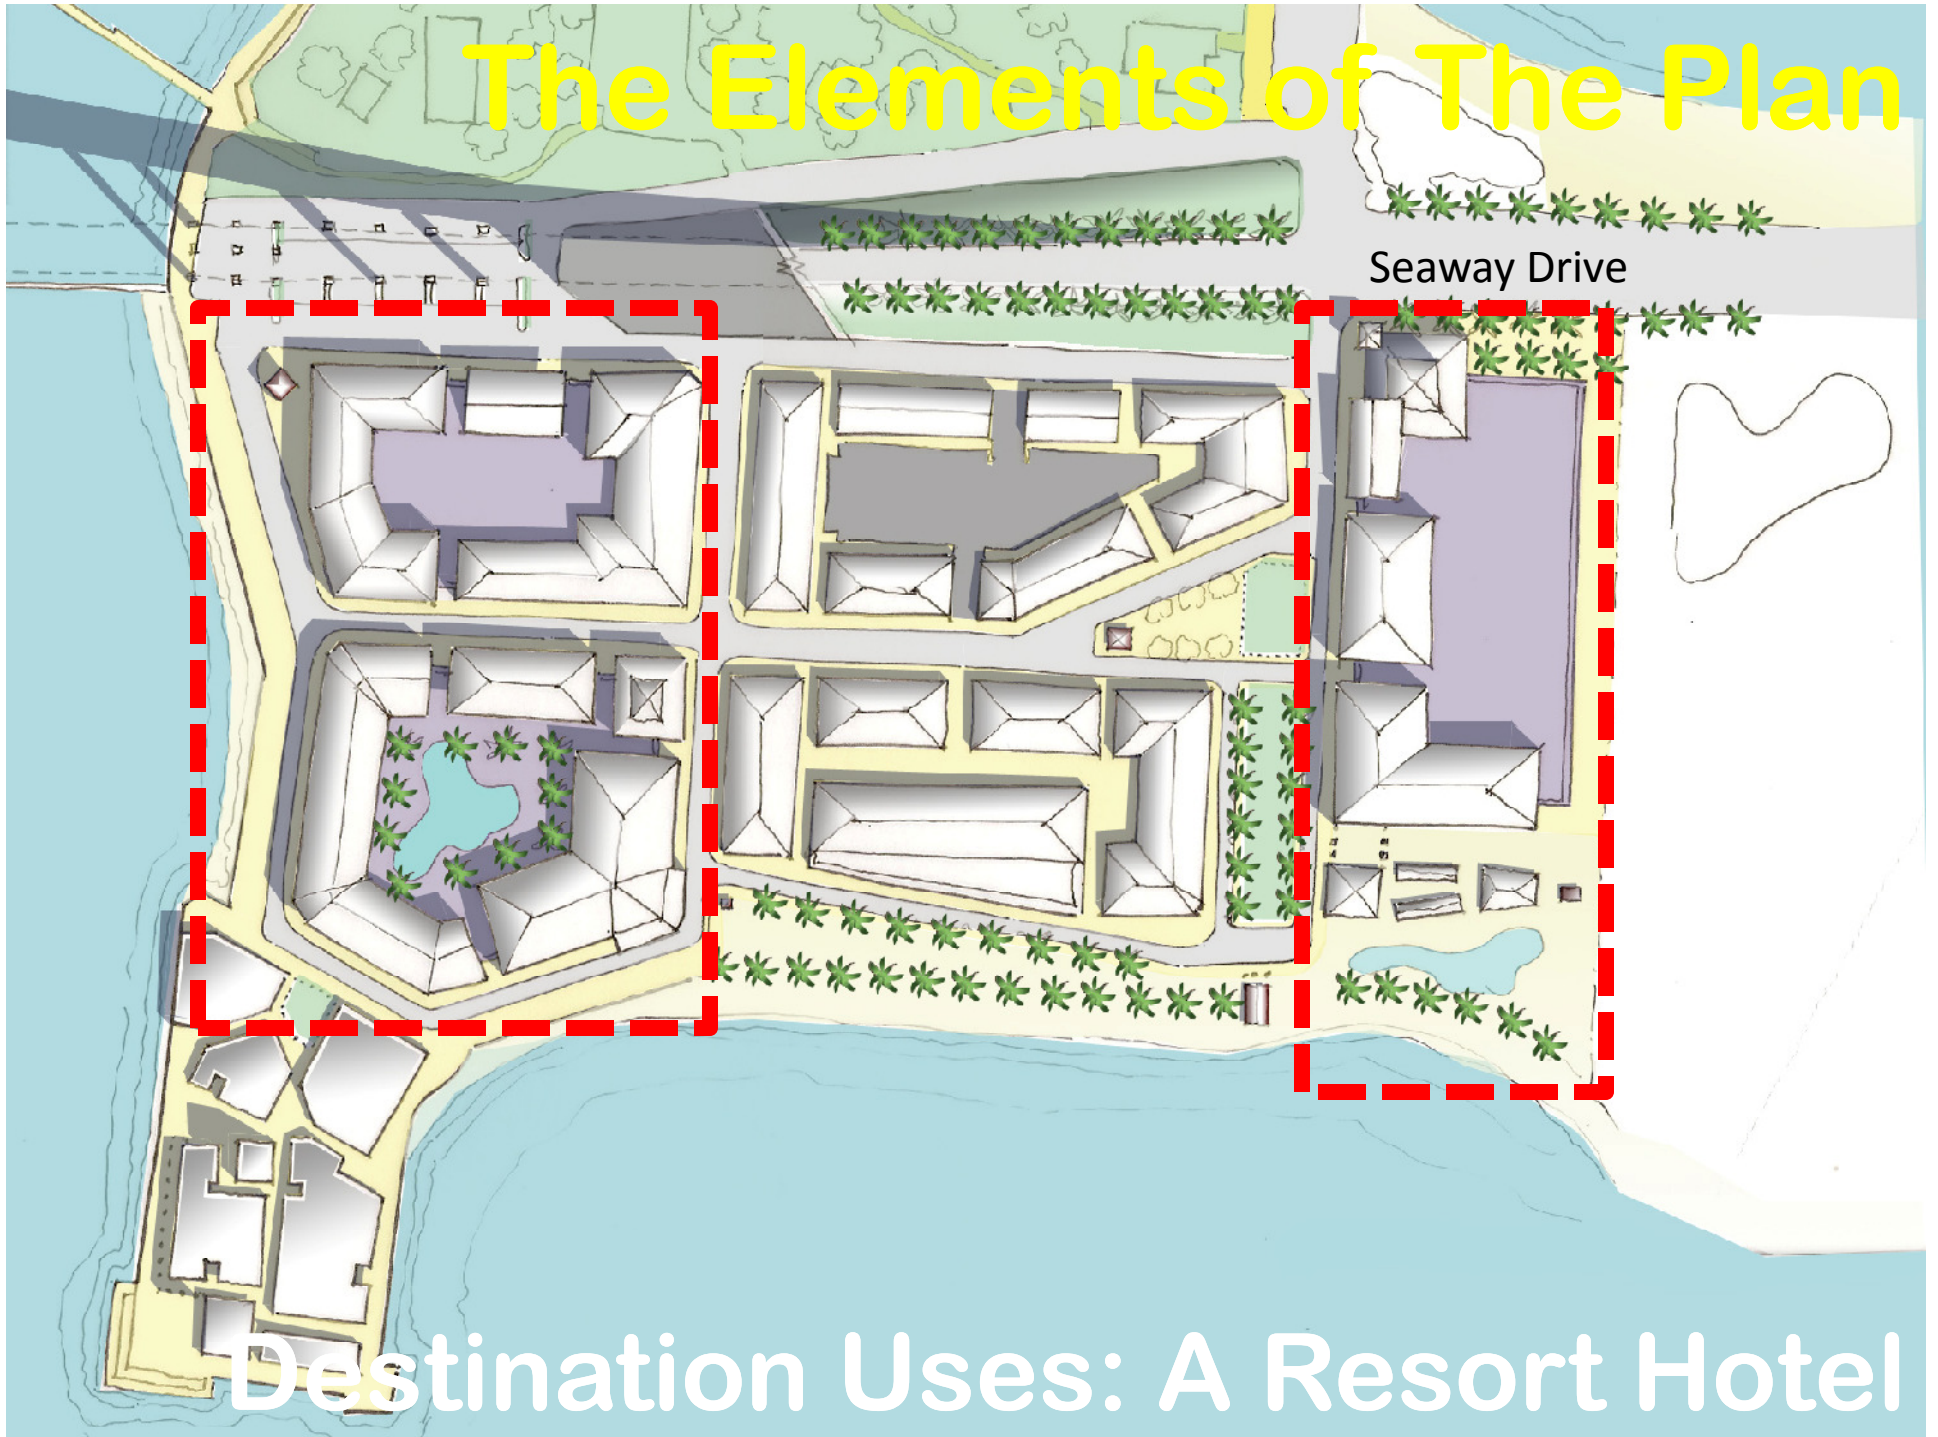 The Elements of The Plan
Seaway Drive
Destination Uses: A Resort Hotel